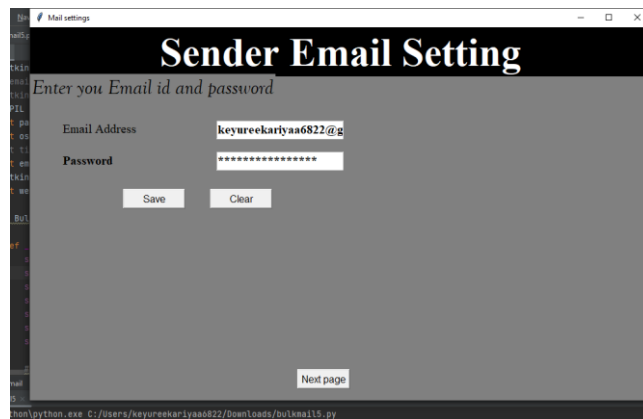 Mail settings
Sender Email Setting
Enter you Email id and password
Email Address keyureekariyaa6822@g
Password ****************
Save Clear
Next page
thon\python.exe C:/Users/keyureekariyaa6822/Downloads/bulkmail5.py